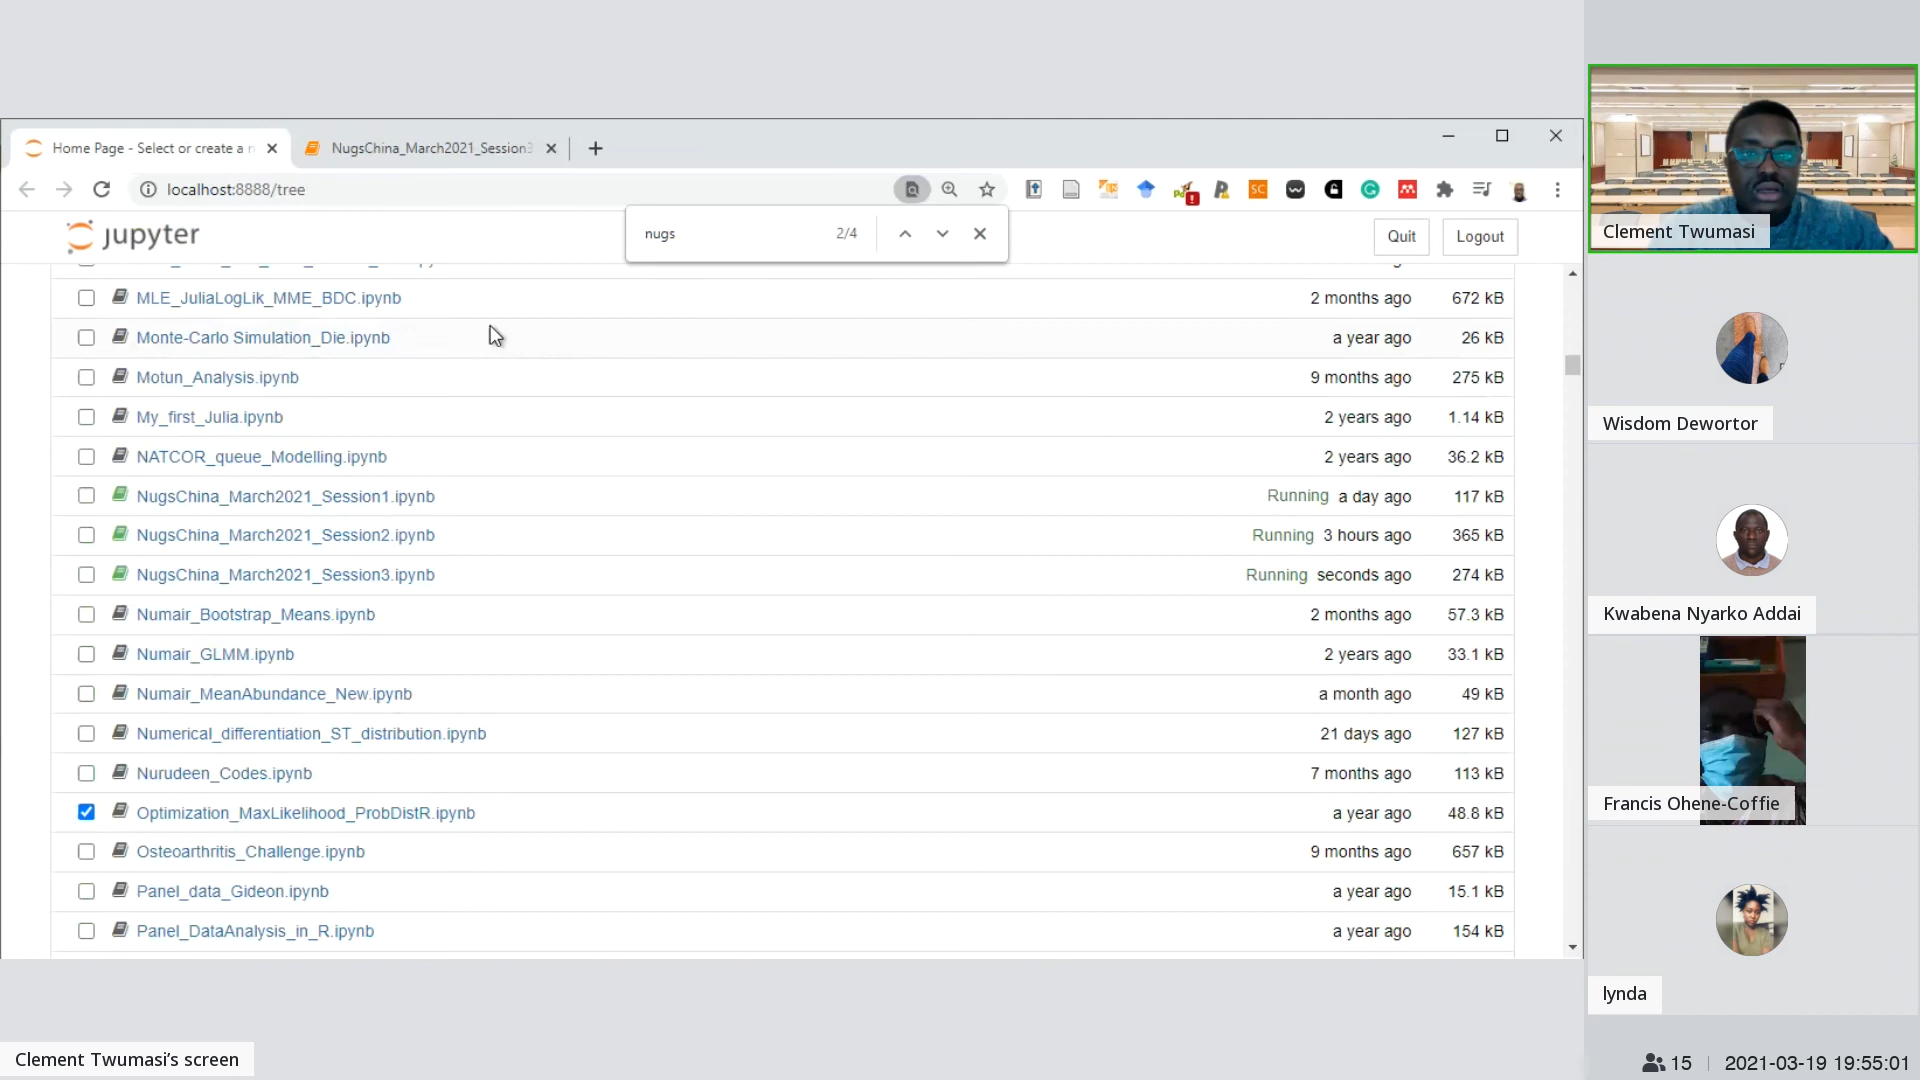 Home Page - Select or create a n
NugsChina_March2021_Session3
localhost:8888/tree
nugs
2/4
jupyter
Quit
Logout
MLE_JuliaLogLik_MME_BDC.ipynb 2 months ago 672 kB
Monte-Carlo Simulation_Die.ipynb a year ago 26 kB
Motun_Analysis.ipynb 9 months ago 275 kB
My_first_Julia.ipynb 2 years ago 1.14 kB
NATCOR_queue_Modelling.ipynb 2 years ago 36.2 kB
NugsChina_March2021_Session1.ipynb Running a day ago 117 kB
NugsChina_March2021_Session2.ipynb Running 3 hours ago 365 kB
NugsChina_March2021_Session3.ipynb Running seconds ago 274 kB
Numair_Bootstrap_Means.ipynb 2 months ago 57.3 kB
Numair_GLMM.ipynb 2 years ago 33.1 kB
Numair_MeanAbundance_New.ipynb a month ago 49 kB
Numerical_differentiation_ST_distribution.ipynb 21 days ago 127 kB
Nurudeen_Codes.ipynb 7 months ago 113 kB
Optimization_MaxLikelihood_ProbDistR.ipynb a year ago 48.8 kB
Osteoarthritis_Challenge.ipynb 9 months ago 657 kB
Panel_data_Gideon.ipynb a year ago 15.1 kB
Panel_DataAnalysis_in_R.ipynb a year ago 154 kB
Clement Twumasi
Wisdom Dewortor
Kwabena Nyarko Addai
Francis Ohene-Coffie
lynda
Clement Twumasi's screen
15
2021-03-19 19:55:01